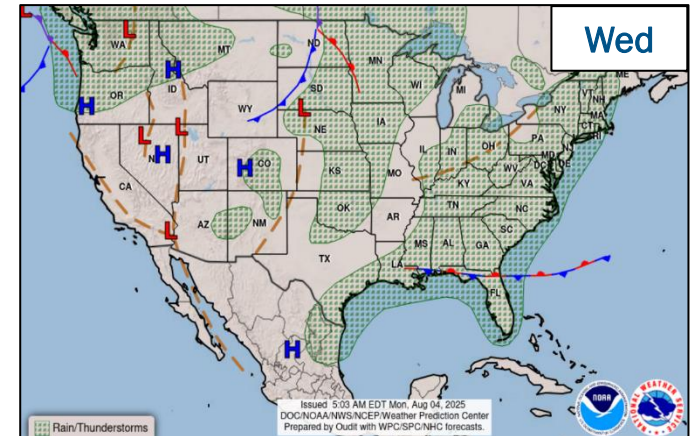 Wed
L
L
WA
MT
ND
MN
ME
H
OR
ID
H
WY
SD
WI
MI
VT
NH
NY
MA
CT
RI
L
NE
IA
PA
NJ
L
L
NV
H
UT
H
CO
IL
IN
OH
MD
DE
DC
WV
VA
CA
KS
MO
KY
AZ
NM
OK
AR
TN
NC
SC
L
TX
MS
AL
GA
LA
FL
H
Issued 5:03 AM EDT Mon, Aug 04, 2025
DOC/NOAA/NWS/NCEP/Weather Prediction Center
Prepared by Oudit with WPC/SPC/NHC forecasts.
Rain/Thunderstorms
NOAA
NATIONAL WEATHER SERVICE